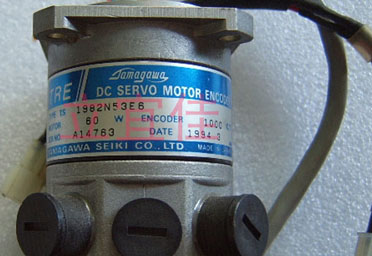 Tamagawa
TRE
DC SERVO MOTOR ENCODER
TYPE TS 1982N53E6
MOTOR 60 W ENCODER 1000
NO. A14763 DATE 1994.3
TAMAGAWA SEIKI CO., LTD. MADE IN